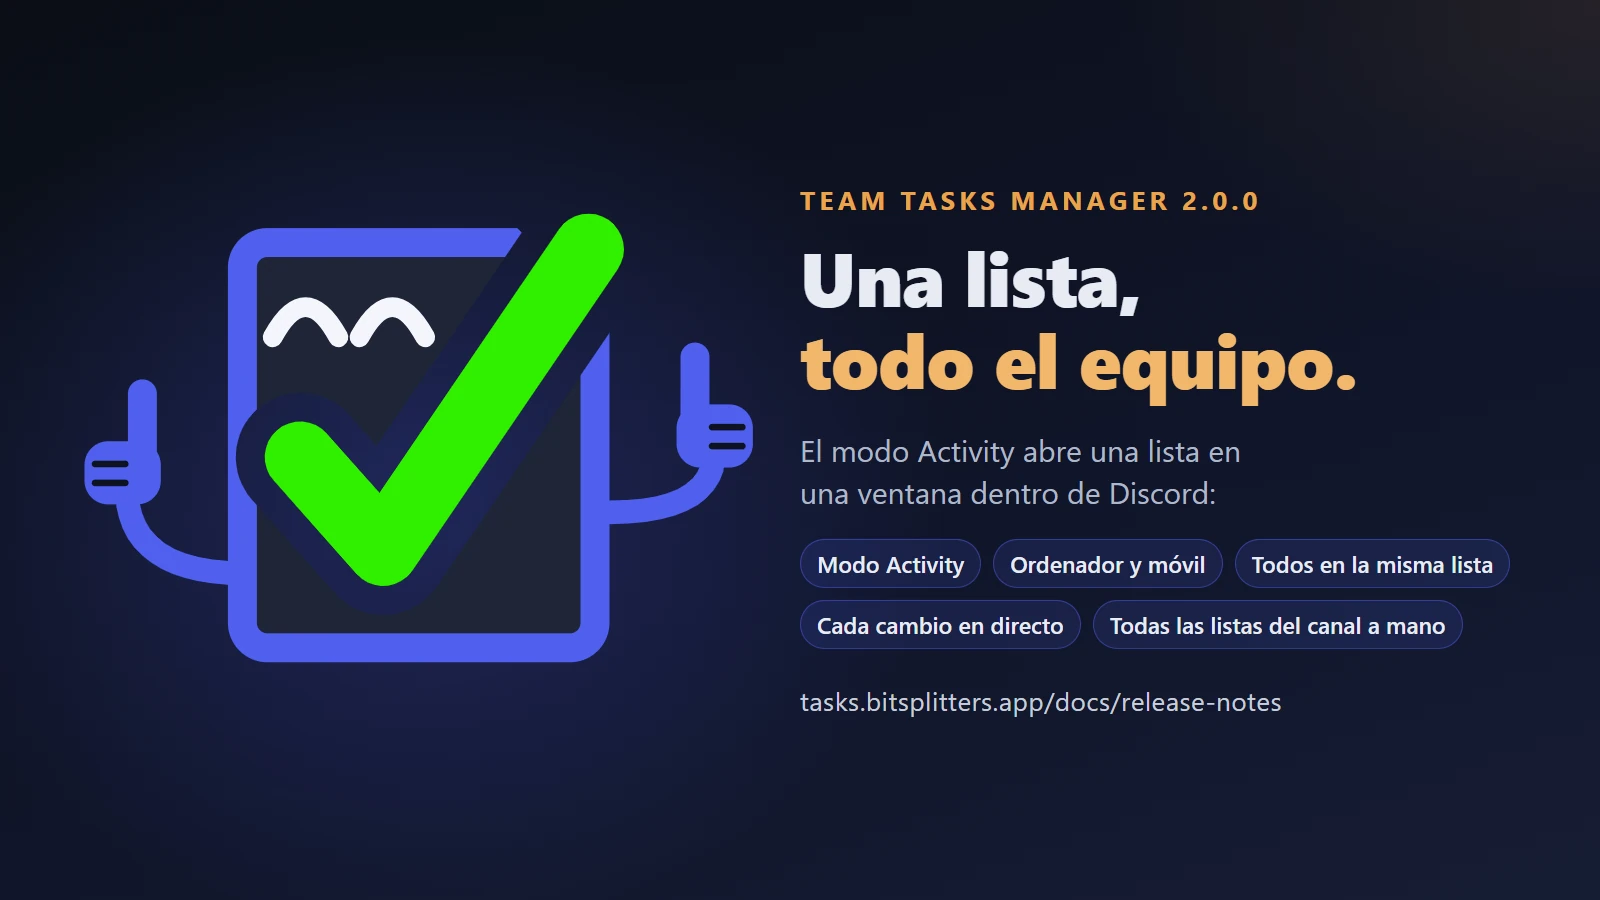 TEAM TASKS MANAGER 2.0.0
Una lista,
todo el equipo.
El modo Activity abre una lista en
una ventana dentro de Discord:
Modo Activity
Ordenador y móvil
Todos en la misma lista
Cada cambio en directo
Todas las listas del canal a mano
tasks.bitsplitters.app/docs/release-notes